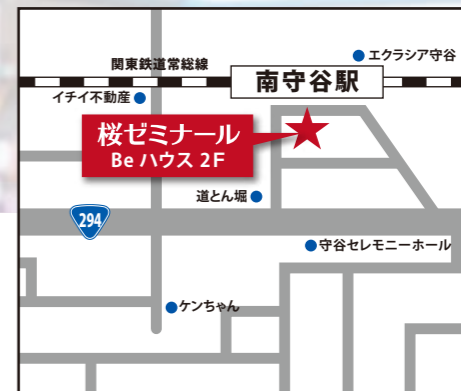 エクラシア守谷
関東鉄道常総線
南守谷駅
イチイ不動産
桜ゼミナール
Be ハウス 2F
道とん堀
294
守谷セレモニーホール
ケンちゃん